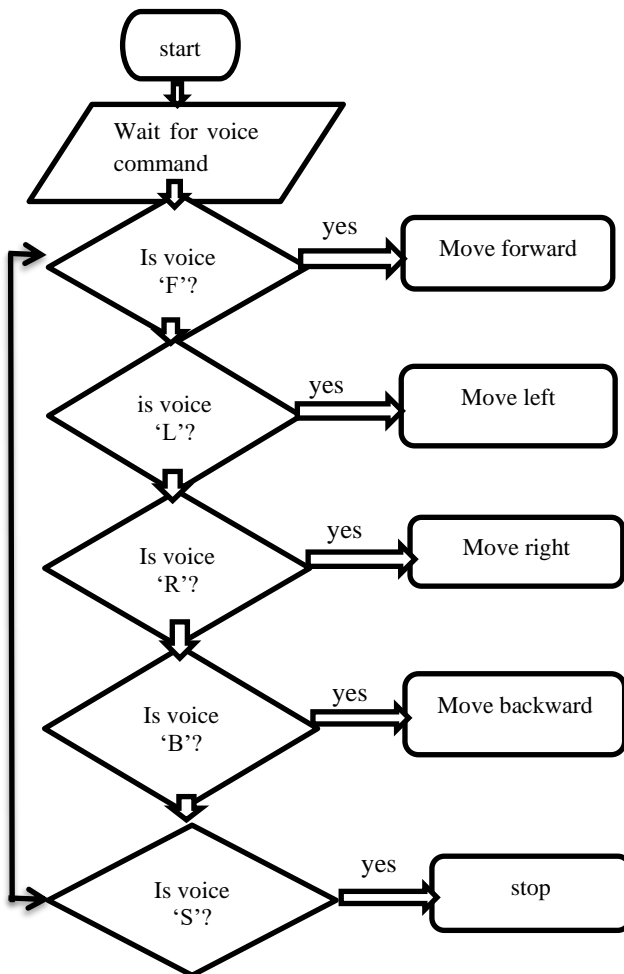 start
Wait for voice
command
Is voice
‘F’?
yes
Move forward
is voice
‘L’?
yes
Move left
Is voice
‘R’?
yes
Move right
Is voice
‘B’?
yes
Move backward
Is voice
‘S’?
yes
stop